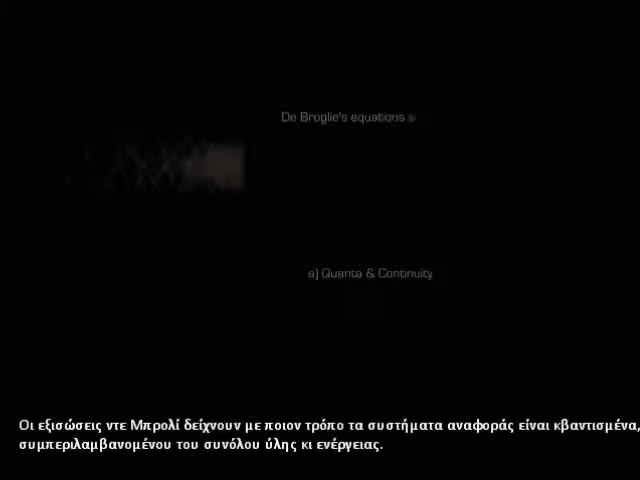 De Broglie's equations s
a) Quanta & Continuity
Οι εξισώσεις ντε Μπρολί δείχνουν με ποιον τρόπο τα συστήματα αναφοράς είναι κβαντισμένα,
συμπεριλαμβανομένου του συνόλου ύλης κι ενέργειας.